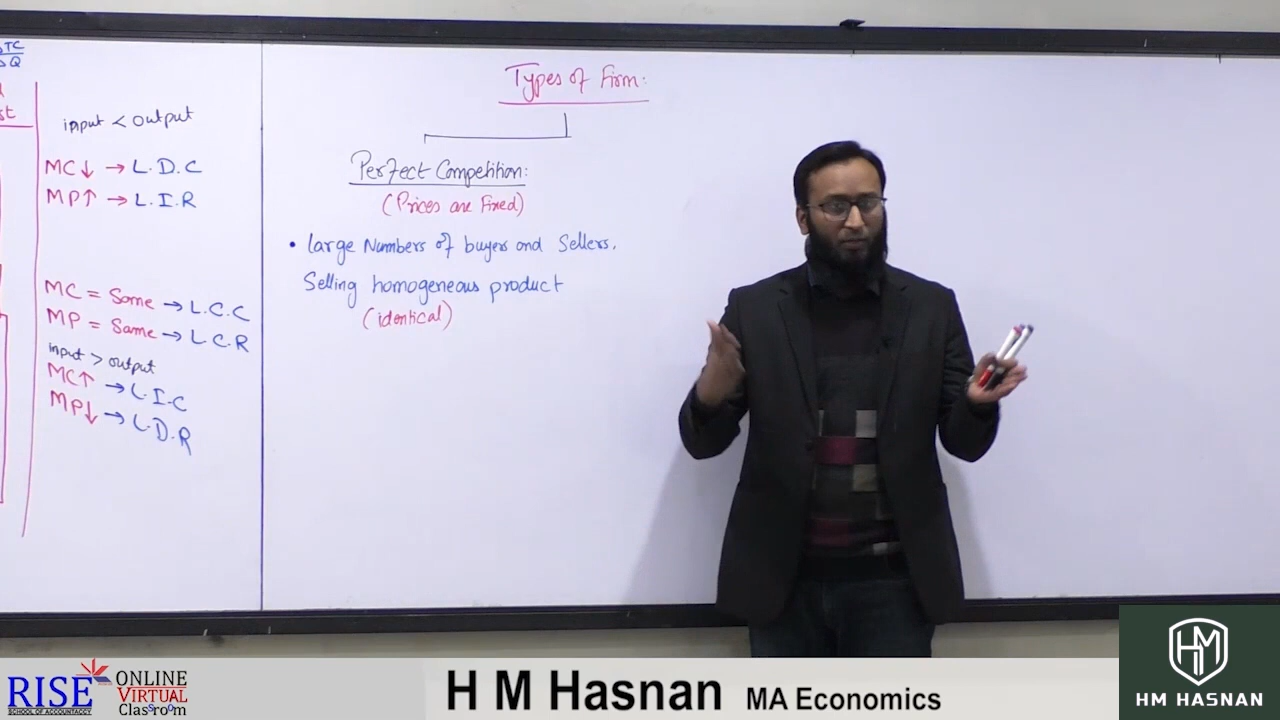 TC
Q
st
input < output
MC↓ → L.D.C
MP↑ → L.I.R
MC = Same → L.C.C
MP = Same → L.C.R
input > output
MC↑ → L.I.C
MP↓ → L.D.R
Types of Firm:
Perfect Competition:
(Prices are Fixed)
• Large Numbers of buyers and Sellers.
Selling homogeneous product
(identical)
RISE
SCHOOL OF ACCOUNTANCY
ONLINE
VIRTUAL
Classroom
H M Hasnan MA Economics
HM
HM HASNAN